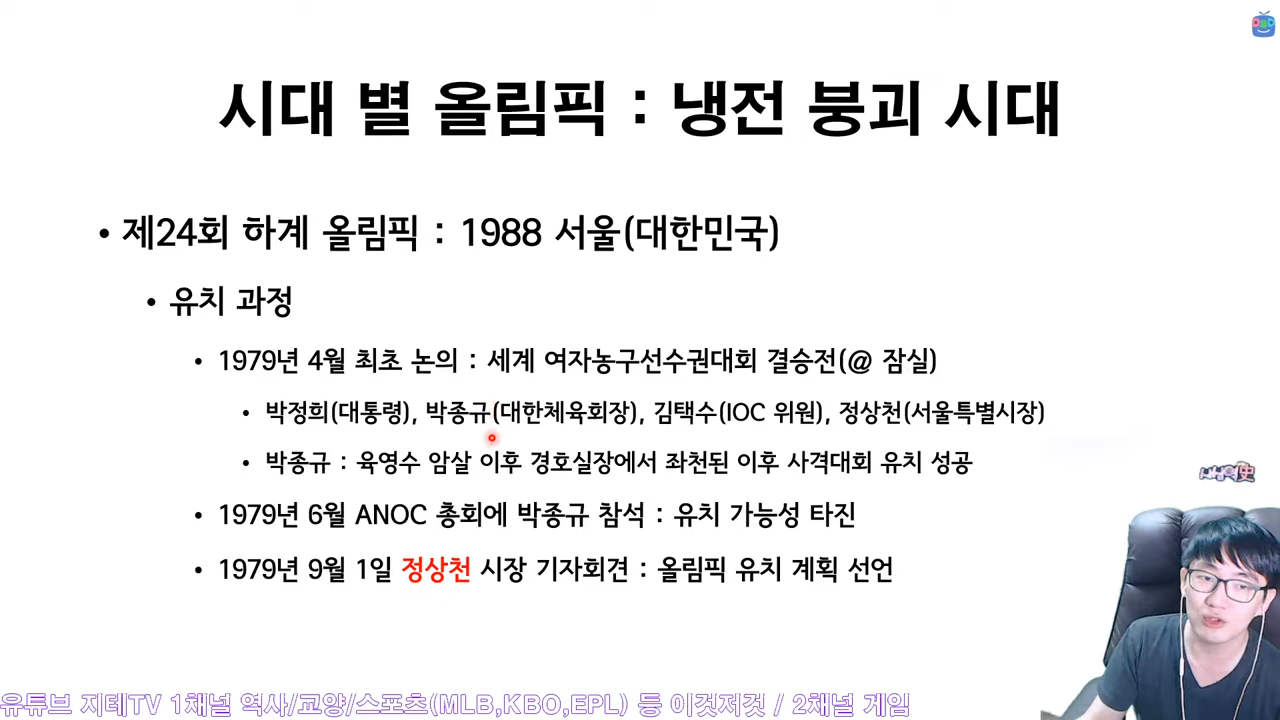 시대 별 올림픽 : 냉전 붕괴 시대
• 제24회 하계 올림픽 : 1988 서울(대한민국)
• 유치 과정
• 1979년 4월 최초 논의 : 세계 여자농구선수권대회 결승전(@ 잠실)
• 박정희(대통령), 박종규(대한체육회장), 김택수(IOC 위원), 정상천(서울특별시장)
• 박종규 : 육영수 암살 이후 경호실장에서 좌천된 이후 사격대회 유치 성공
• 1979년 6월 ANOC 총회에 박종규 참석 : 유치 가능성 타진
• 1979년 9월 1일 정상천 시장 기자회견 : 올림픽 유치 계획 선언
유튜브 지테TV 1채널 역사/교양/스포츠(MLB,KBO,EPL) 등 이것저것 / 2채널 게임